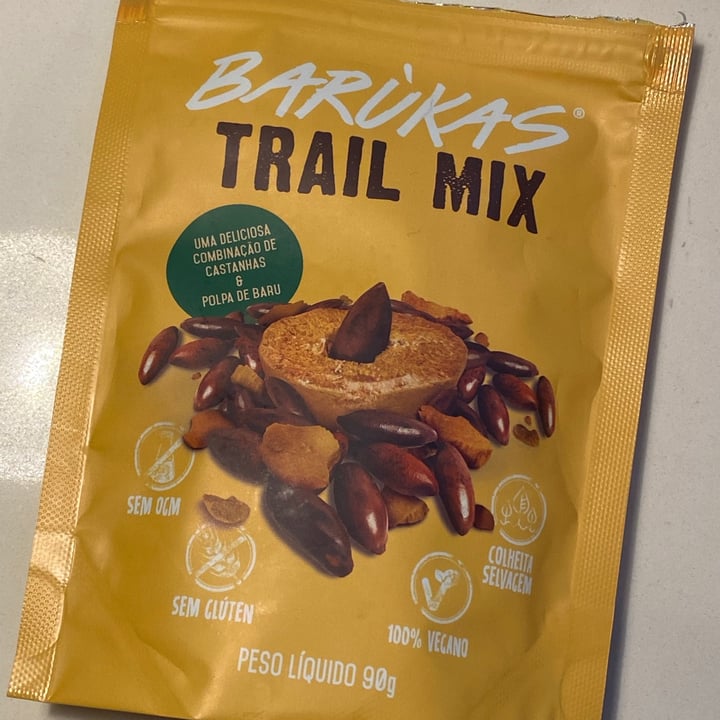 BARÙKAS®
TRAIL MIX
UMA DELICIOSA
COMBINAÇÃO DE
CASTANHAS
&
POLPA DE BARU
SEM OGM
SEM GLÚTEN
COLHEITA
SELVAGEM
100% VEGANO
PESO LÍQUIDO 90g